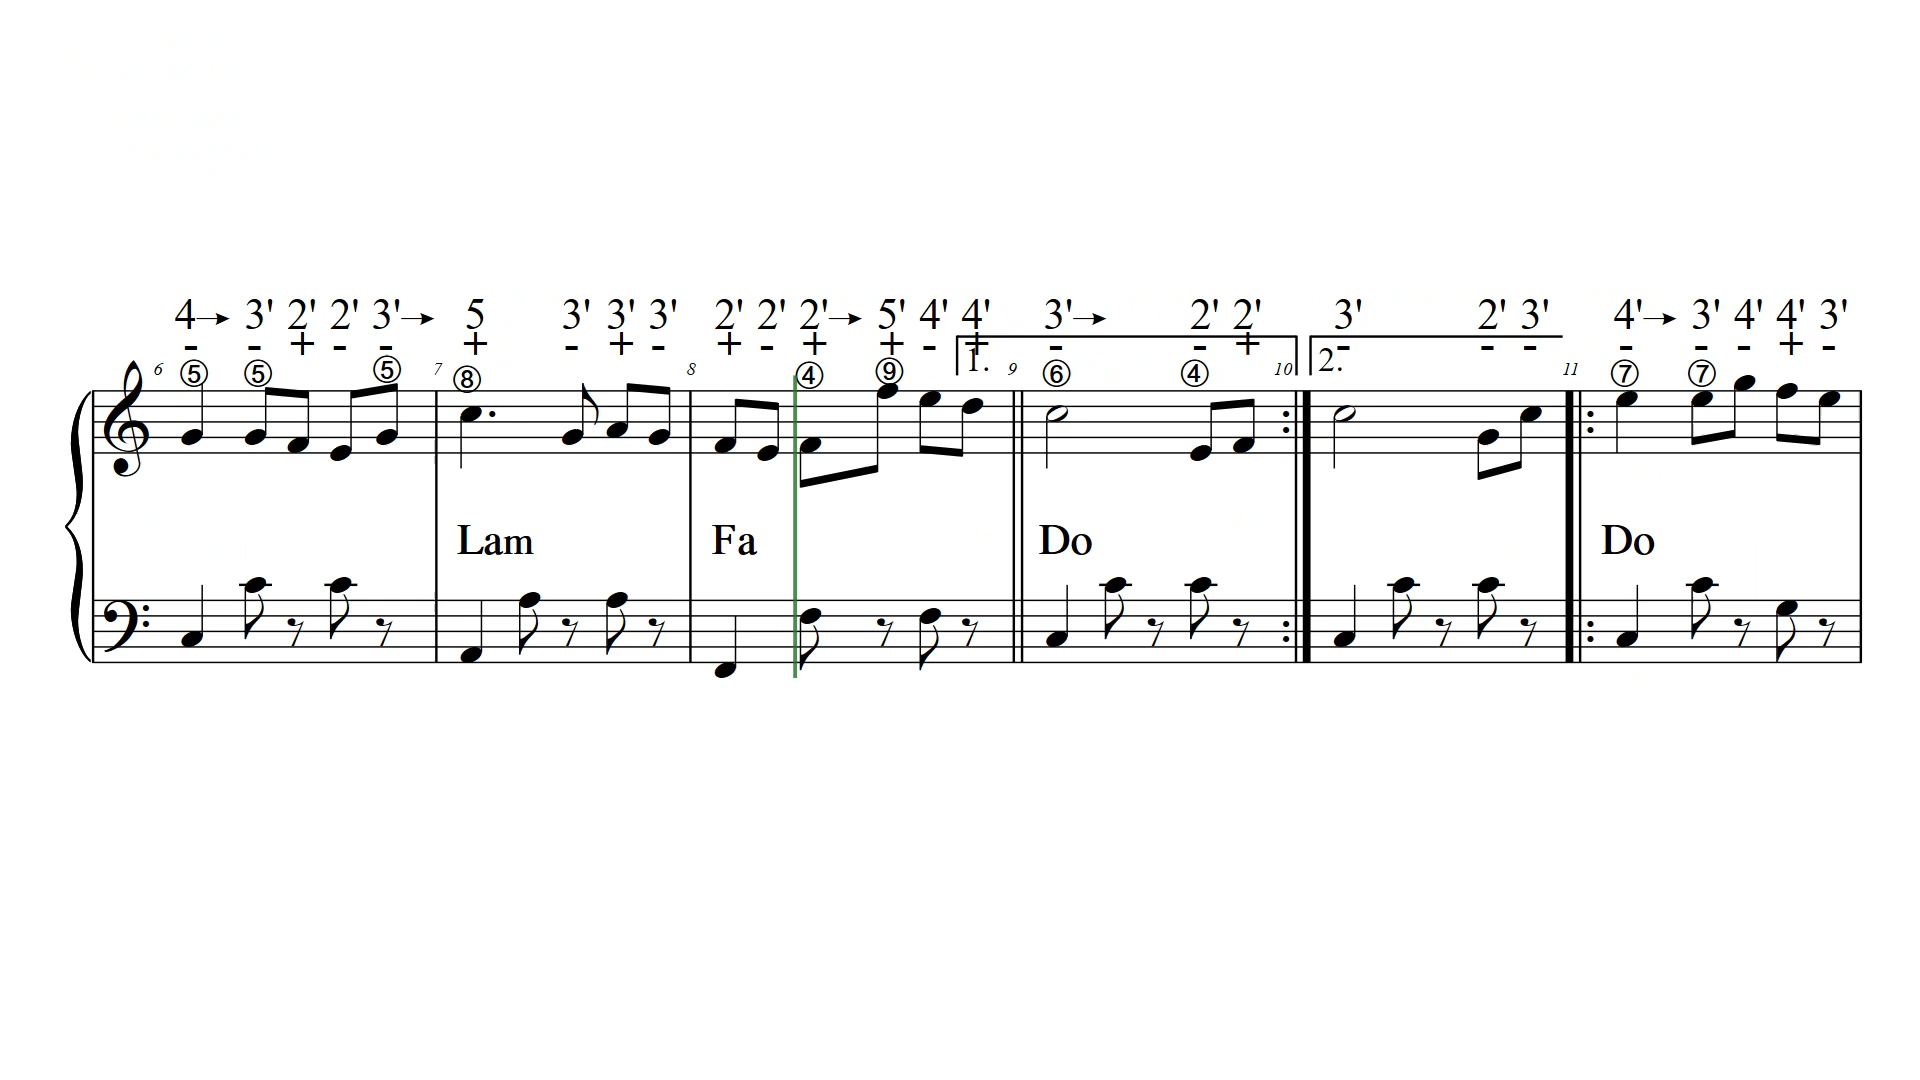 4→ 3' 2' 2' 3'→ 5 3' 3' 3' 2' 2' 2'→ 5' 4' 4' 3'→ 2' 2' 3' 2' 3' 4'→ 3' 4' 4' 3'
- - + - - + - + - + - + + - + - - + - - - - - - + -
6 ⑤ ⑤ ⑤ 7 ⑧ 8 ④ ⑨ 1. 9 ⑥ ④ 10 2. 11 ⑦ ⑦
Lam Fa Do Do